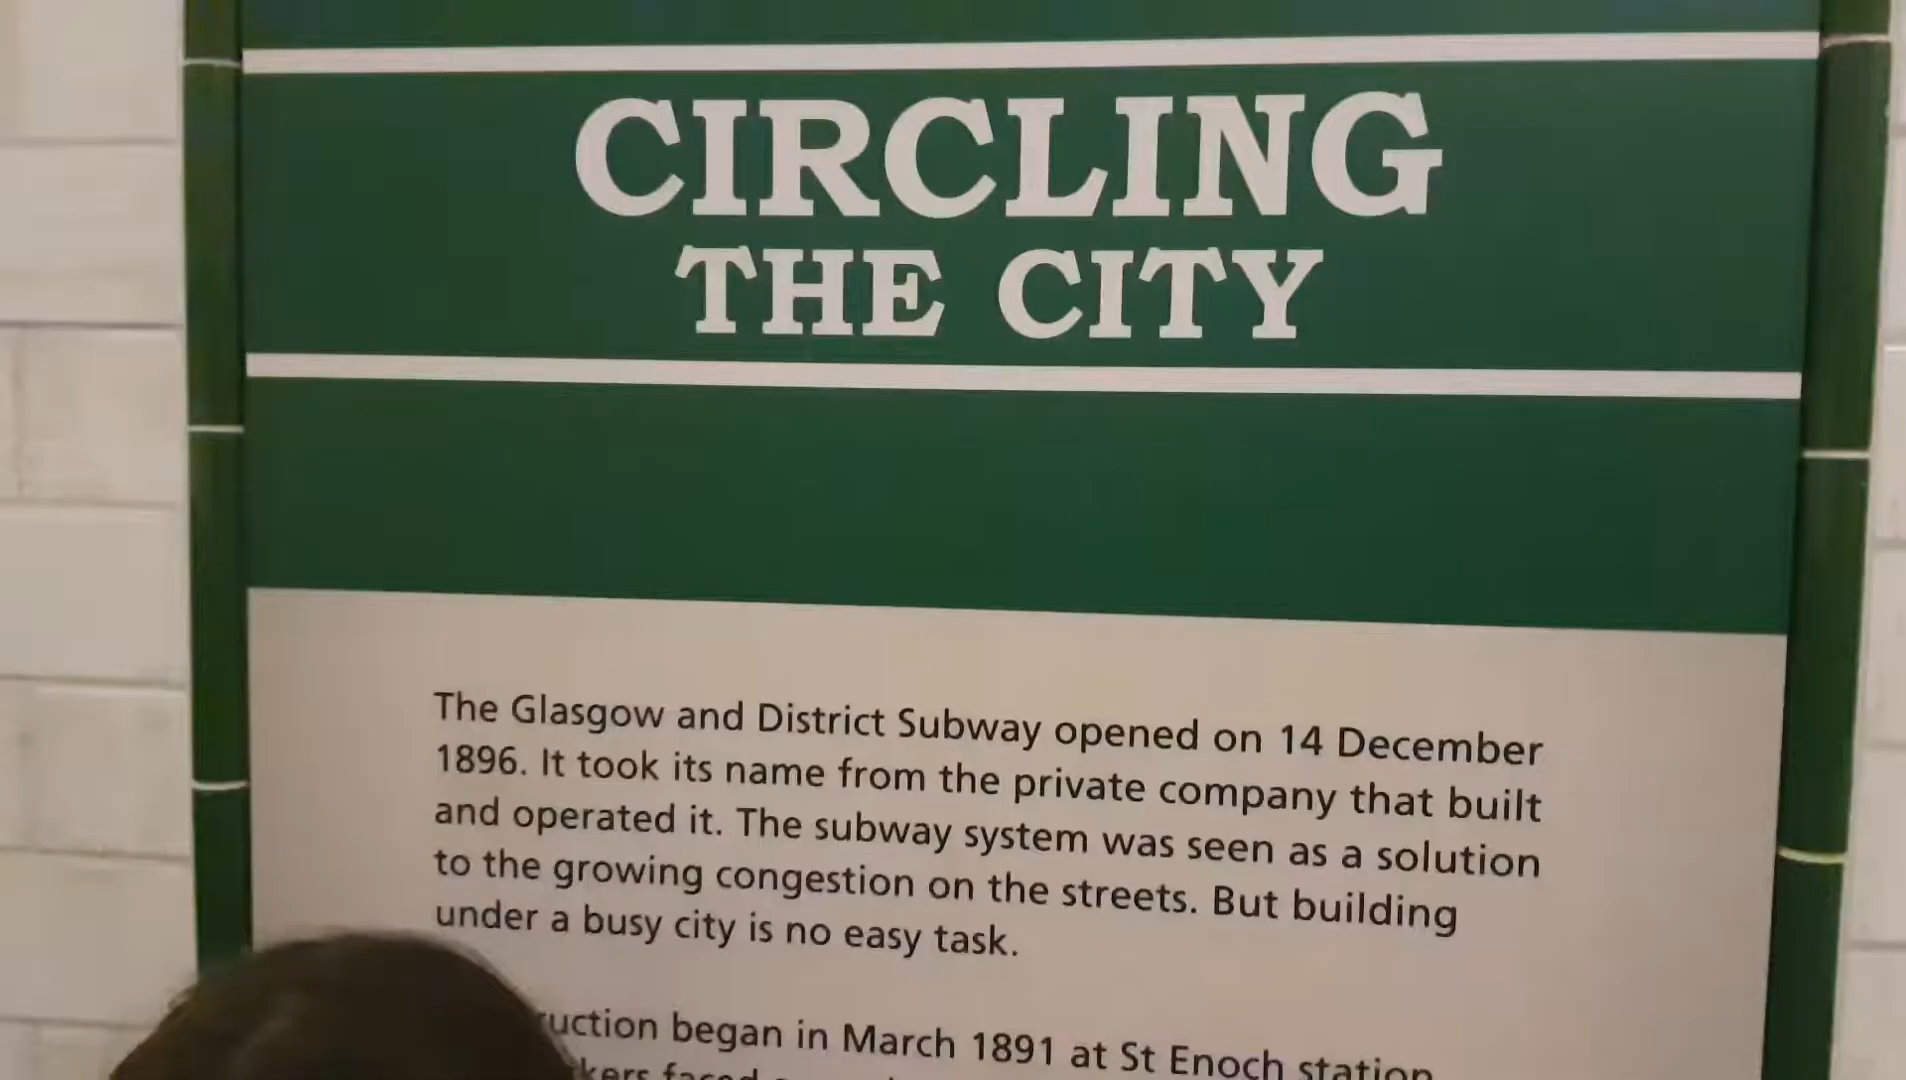 CIRCLING
THE CITY
The Glasgow and District Subway opened on 14 December
1896. It took its name from the private company that built
and operated it. The subway system was seen as a solution
to the growing congestion on the streets. But building
under a busy city is no easy task.
began in March 1891 at St Enoch station
faced